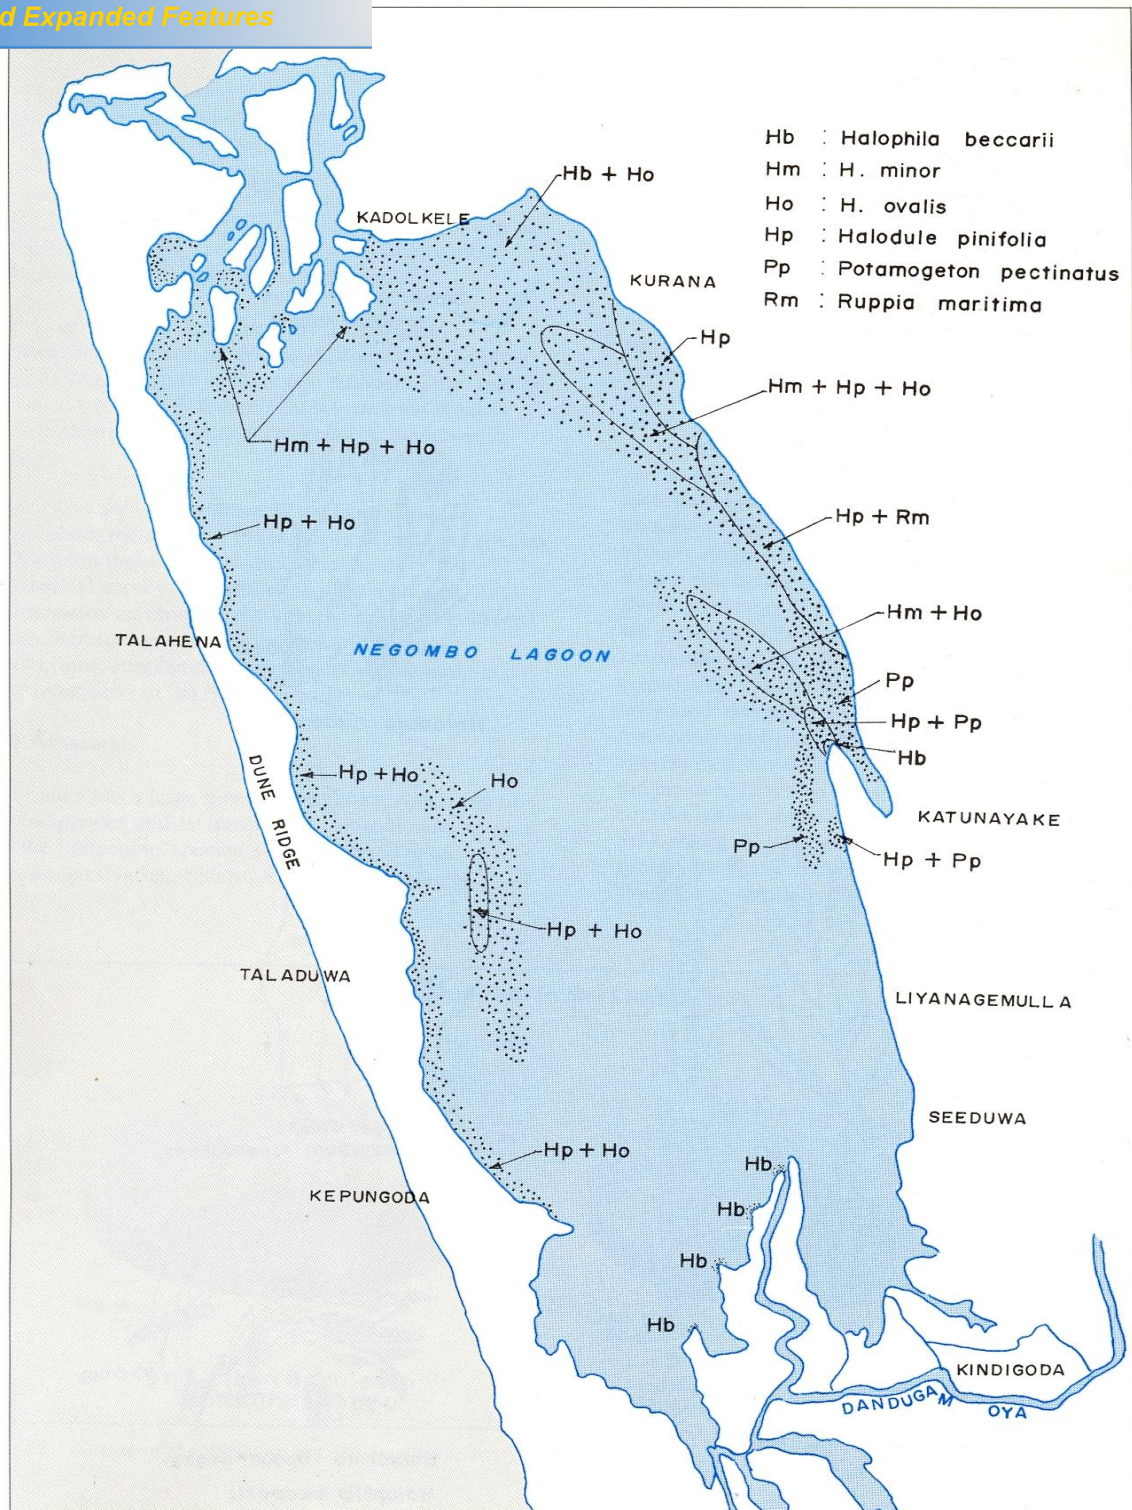 d Expanded Features
Hb : Halophila beccarii
Hm : H. minor
Ho : H. ovalis
Hp : Halodule pinifolia
Pp : Potamogeton pectinatus
Rm : Ruppia maritima
Hb + Ho
KADOLKELE
KURANA
Hp
Hm + Hp + Ho
Hm + Hp + Ho
Hp + Ho
Hp + Rm
Hm + Ho
TALAHENA
NEGOMBO LAGOON
Pp
Hp + Pp
Hb
DUNE RIDGE
Hp + Ho
Ho
KATUNAYAKE
Pp
Hp + Pp
Hp + Ho
TALADUWA
LIYANAGEMULLA
SEEDUWA
Hp + Ho
Hb
KEPUNGODA
Hb
Hb
Hb
KINDIGODA
DANDUGAM OYA